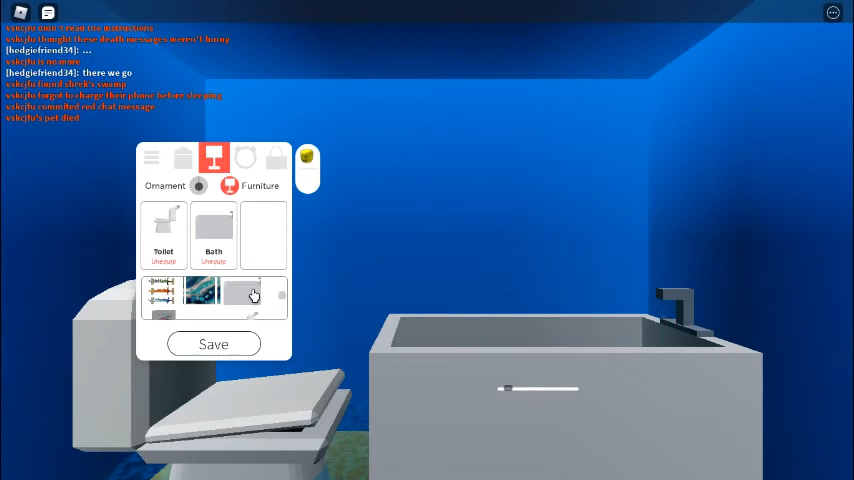 vskcjfu didn't read the instructions
vskcjfu thought these death messages weren't funny
[hedgiefriend34]: ...
vskcjfu is no more
[hedgiefriend34]: there we go
vskcjfu found shrek's swamp
vskcjfu forgot to charge their phone before sleeping
vskcjfu commited red chat message
vskcjfu's pet died
Ornament Furniture
Toilet Bath
Unequip Unequip
Save